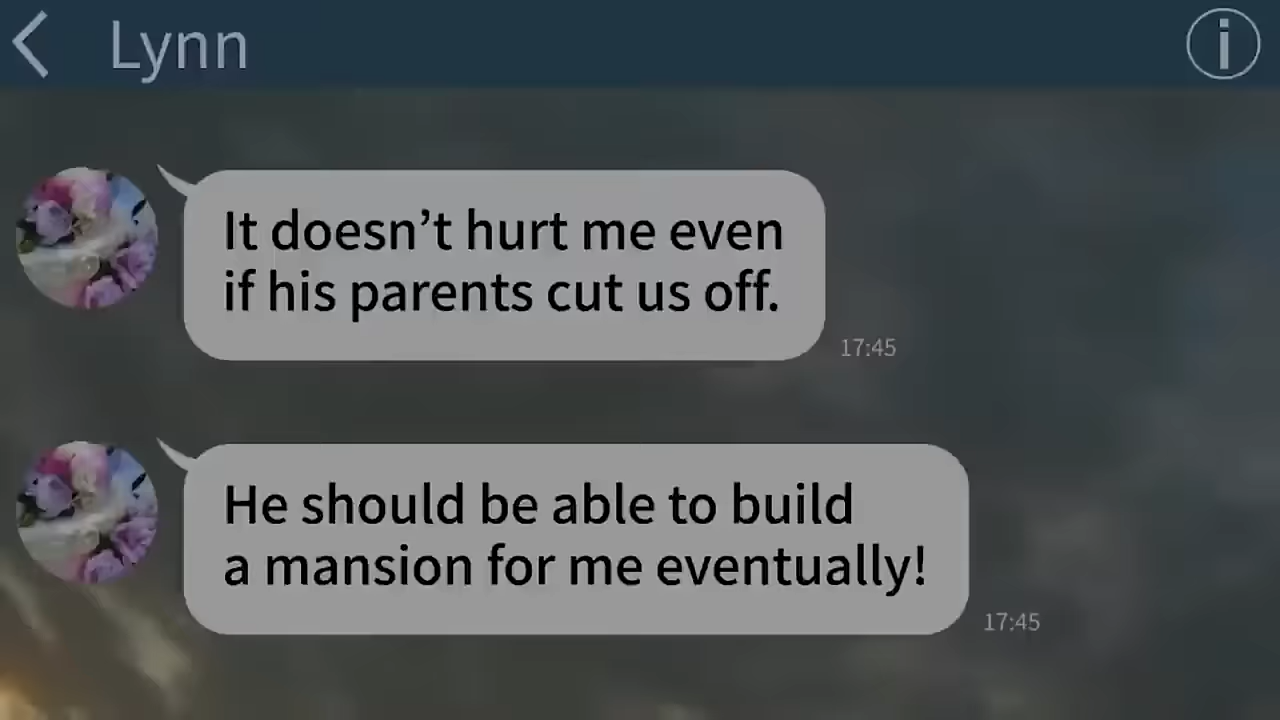 Lynn
It doesn't hurt me even
if his parents cut us off.
17:45
He should be able to build
a mansion for me eventually!
17:45